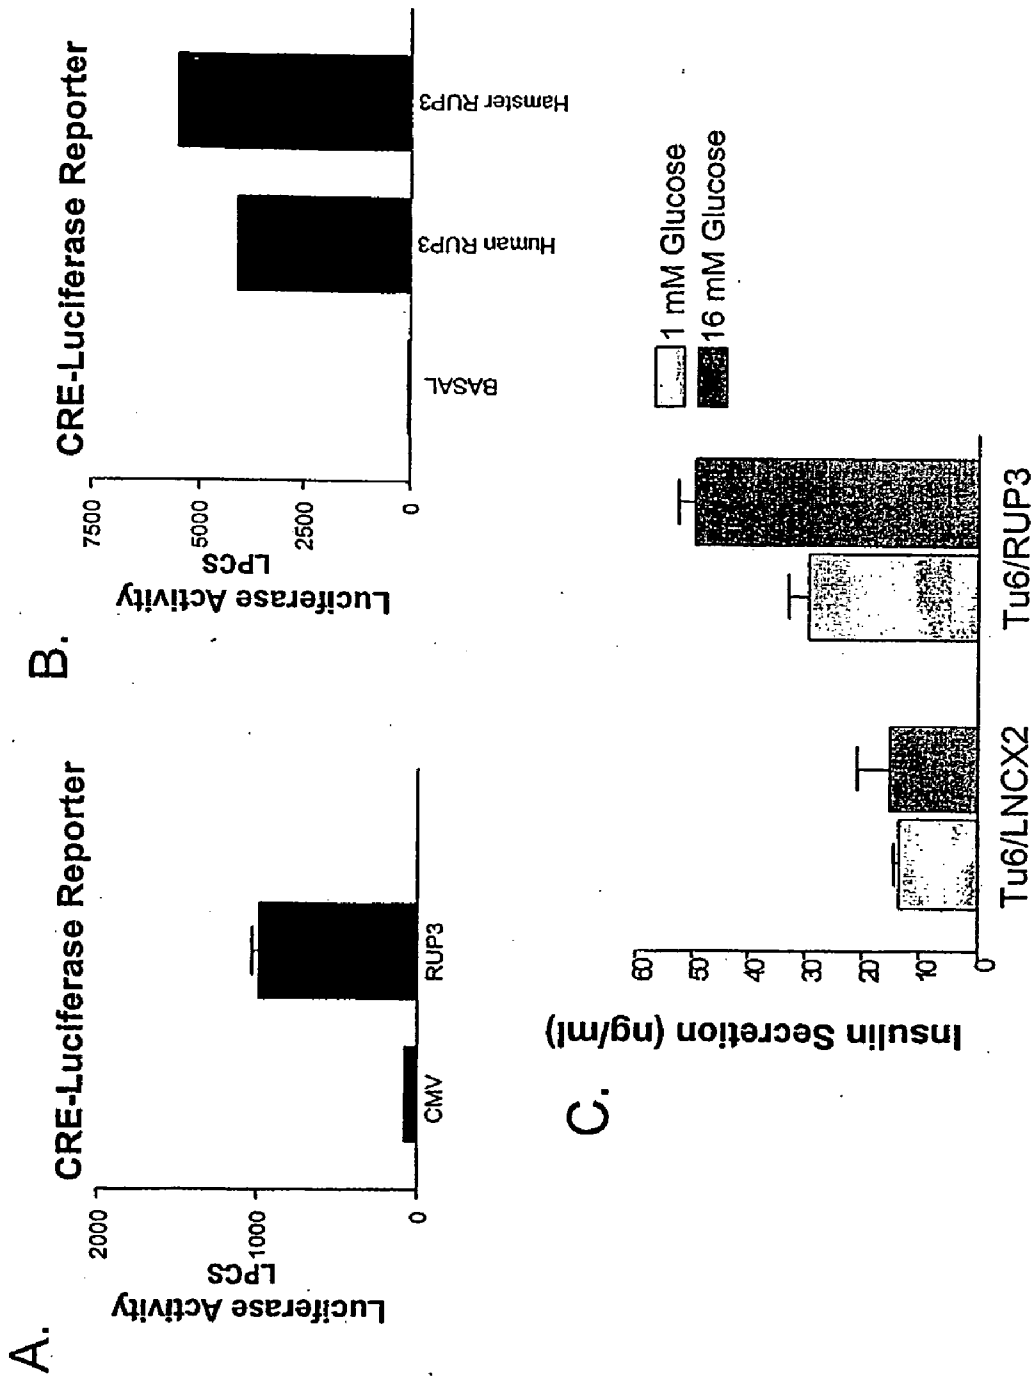 A.
CRE-Luciferase Reporter
Luciferase Activity
LPCS
2000
1000
0
CMV
RUP3
B.
CRE-Luciferase Reporter
Luciferase Activity
LPCS
7500
5000
2500
0
BASAL
Human RUP3
Hamster RUP3
C.
Insulin Secretion (ng/ml)
60
50
40
30
20
10
0
Tu6/LNCX2
Tu6/RUP3
1 mM Glucose
16 mM Glucose